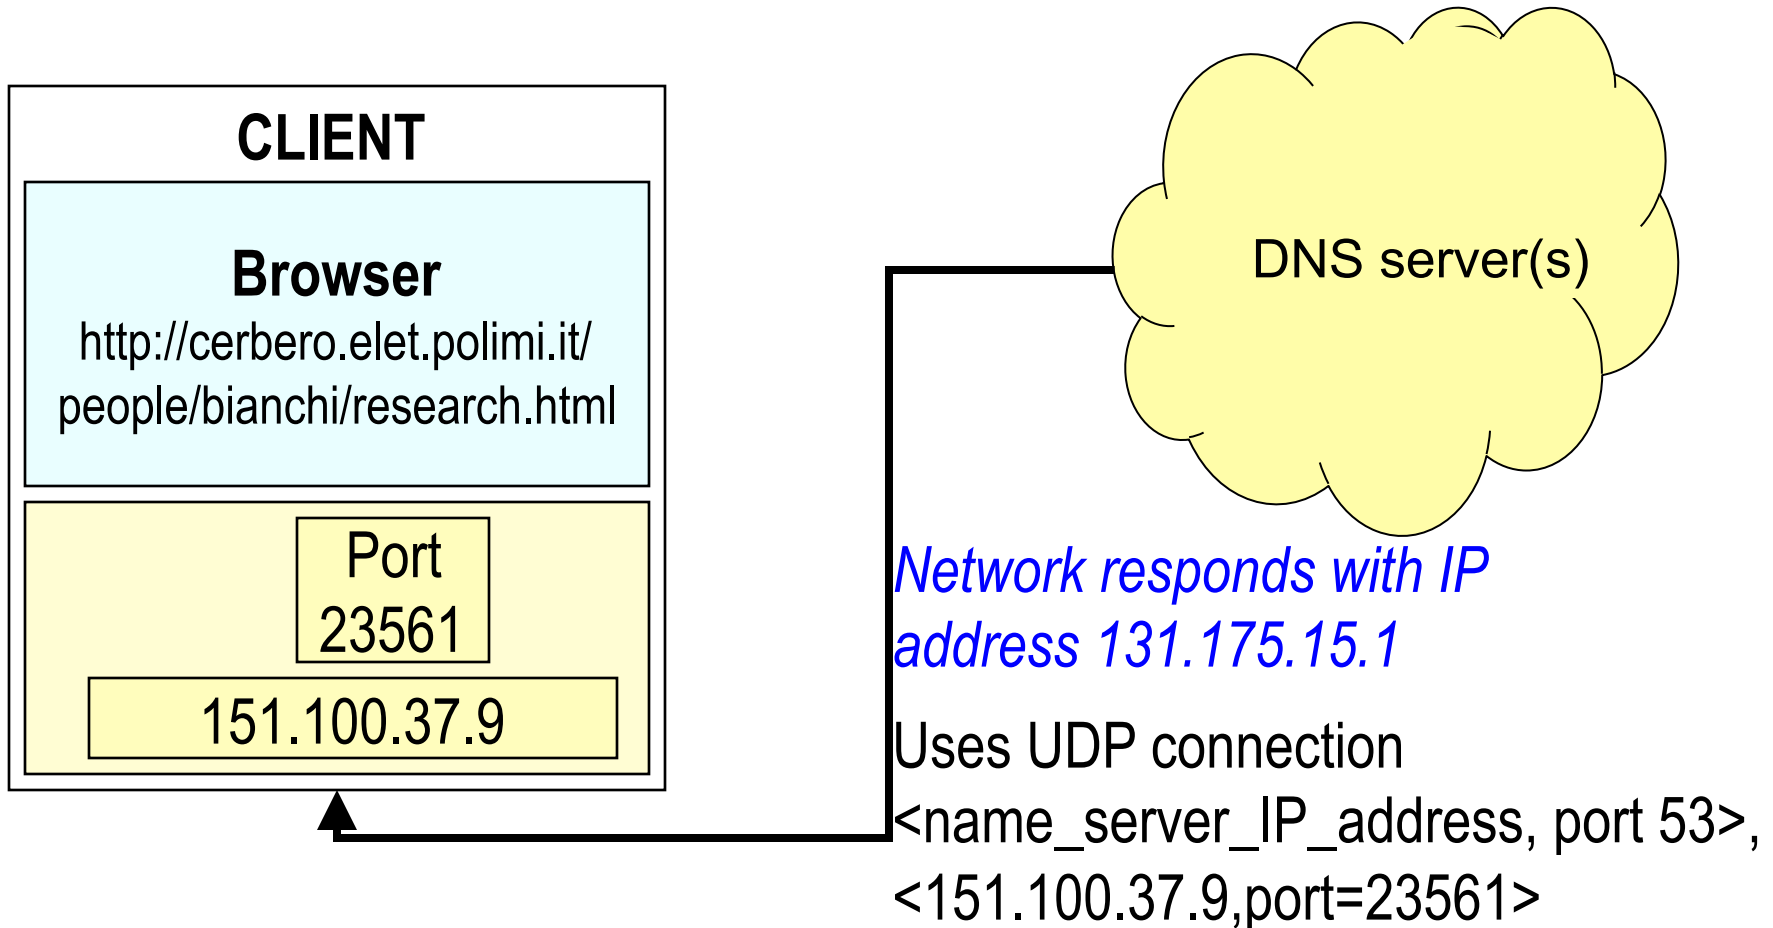 CLIENT
Browser
http://cerbero.elet.polimi.it/
people/bianchi/research.html
Port
23561
151.100.37.9
DNS server(s)
Network responds with IP
address 131.175.15.1
Uses UDP connection
<name_server_IP_address, port 53>,
<151.100.37.9,port=23561>